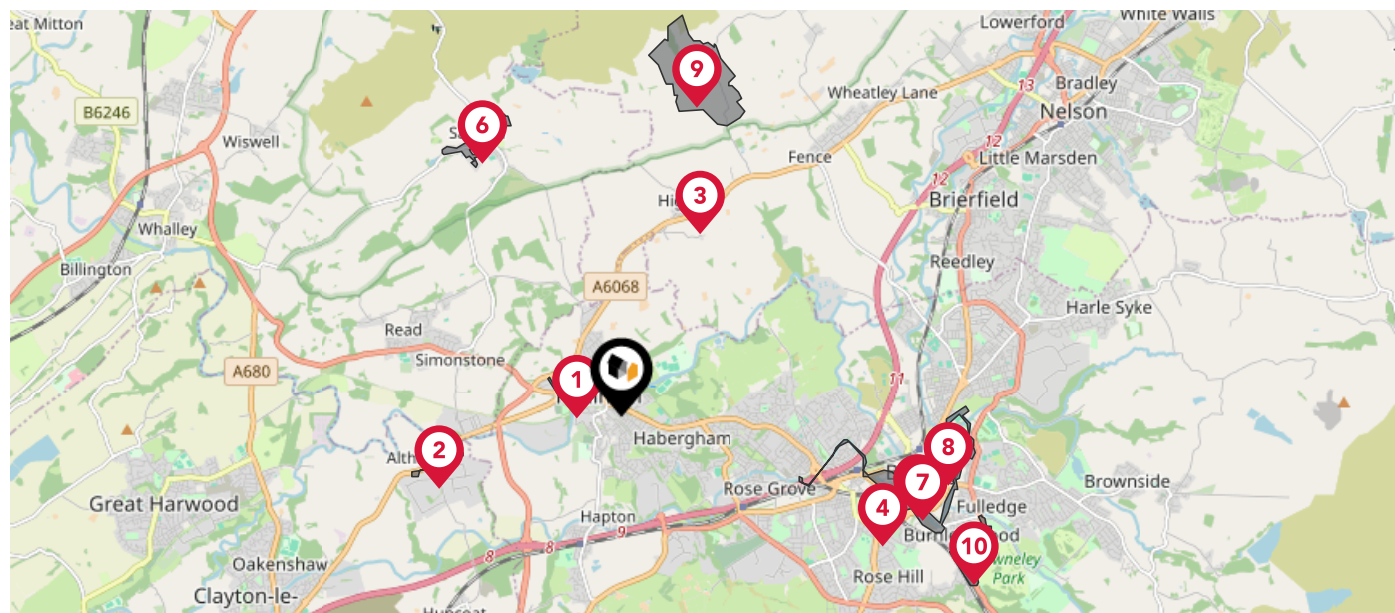 eat Mitton
Lowerford
White Walls
B6246
9
13
Bradley
Wheatley Lane
Nelson
6
Wiswell
12
Fence
Little Marsden
12
3
Brierfield
Whalley
Billington
Reedley
A6068
Harle Syke
Read
Simonstone
A680
1
11
Habergham
2
8
Brownside
Rose Grove
7
Great Harwood
4
Fulledge
Hapton
9
8
8
10
Oakenshaw
Rose Hill
Park
Clayton-le-